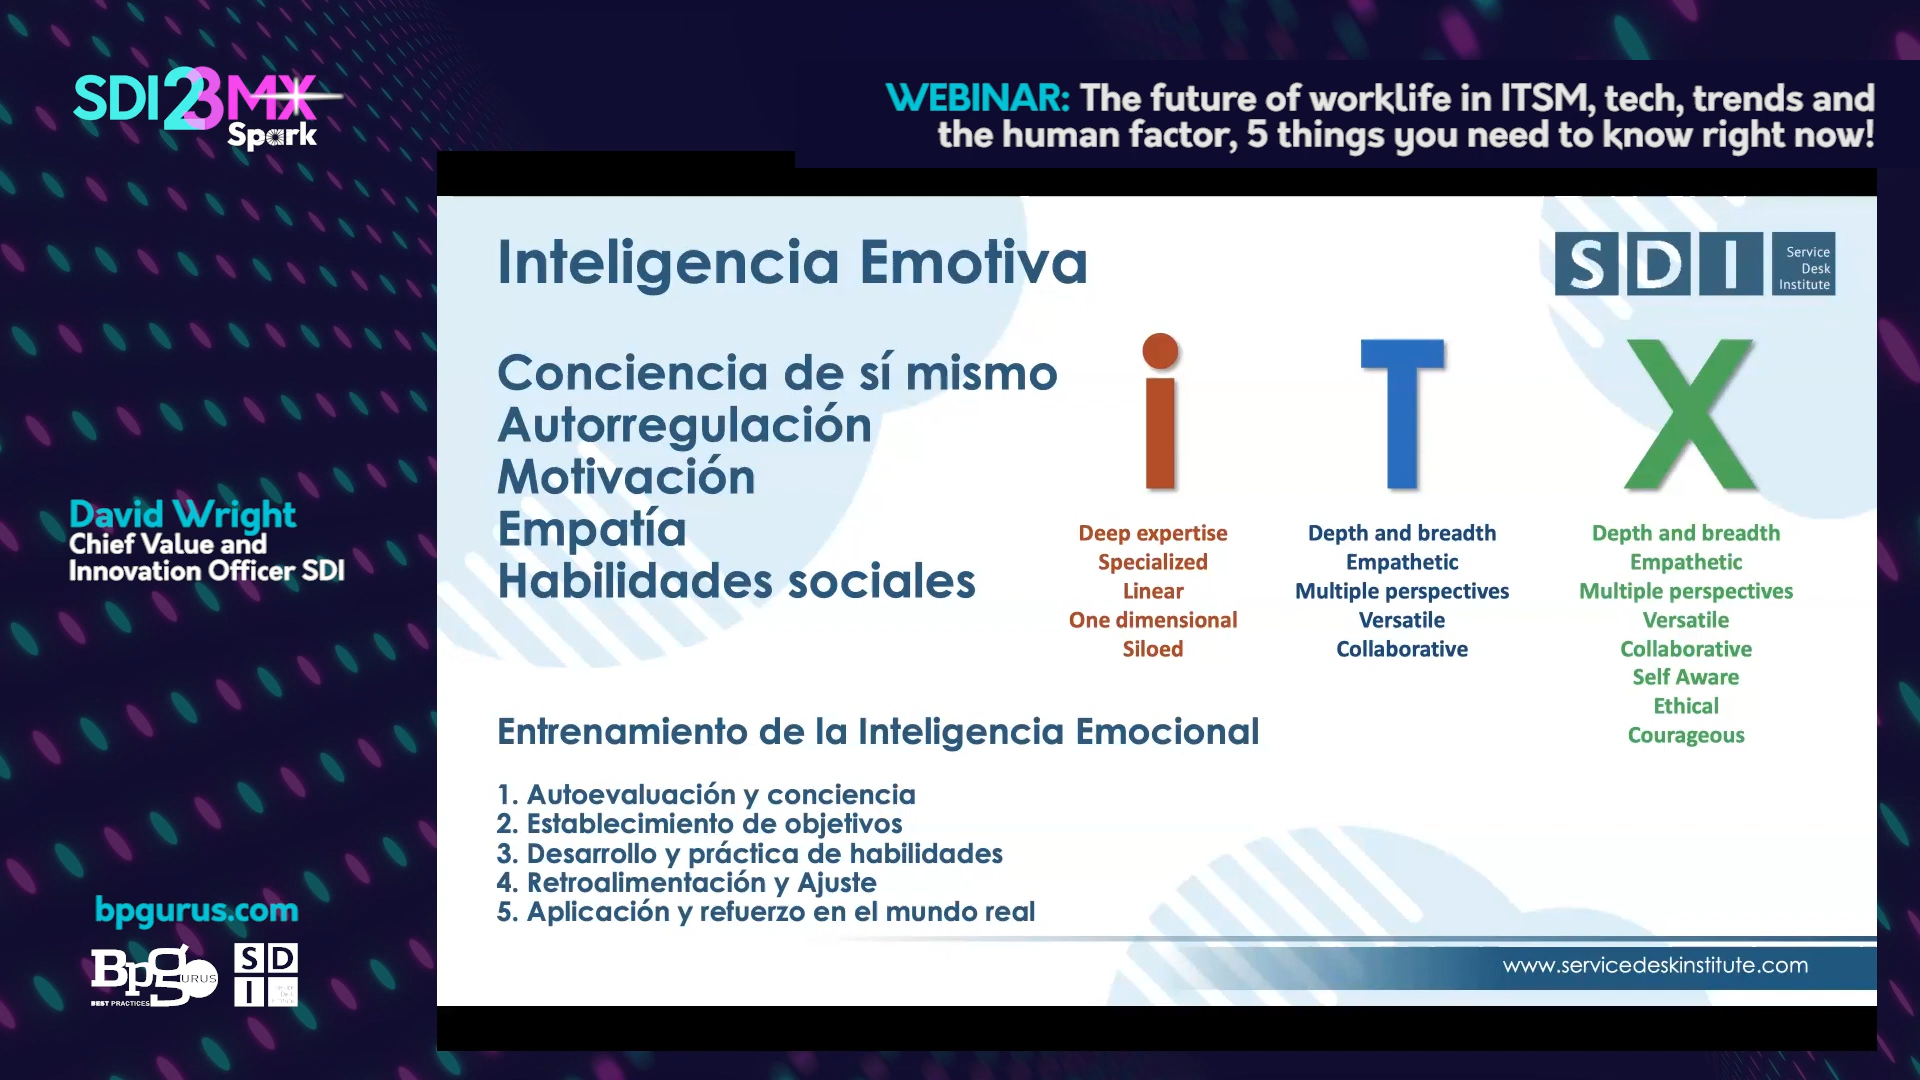 SDI23MX
Spark
WEBINAR: The future of worklife in ITSM, tech, trends and
the human factor, 5 things you need to know right now!
Inteligencia Emotiva
SDI Service
Desk
Institute
Conciencia de sí mismo
Autorregulación
Motivación
Empatía
Habilidades sociales
i
Deep expertise
Specialized
Linear
One dimensional
Siloed
T
Depth and breadth
Empathetic
Multiple perspectives
Versatile
Collaborative
X
Depth and breadth
Empathetic
Multiple perspectives
Versatile
Collaborative
Self Aware
Ethical
Courageous
Entrenamiento de la Inteligencia Emocional
1. Autoevaluación y conciencia
2. Establecimiento de objetivos
3. Desarrollo y práctica de habilidades
4. Retroalimentación y Ajuste
5. Aplicación y refuerzo en el mundo real
www.servicedeskinstitute.com
David Wright
Chief Value and
Innovation Officer SDI
bpgurus.com
BpgURUS
BEST PRACTICES
SD
I